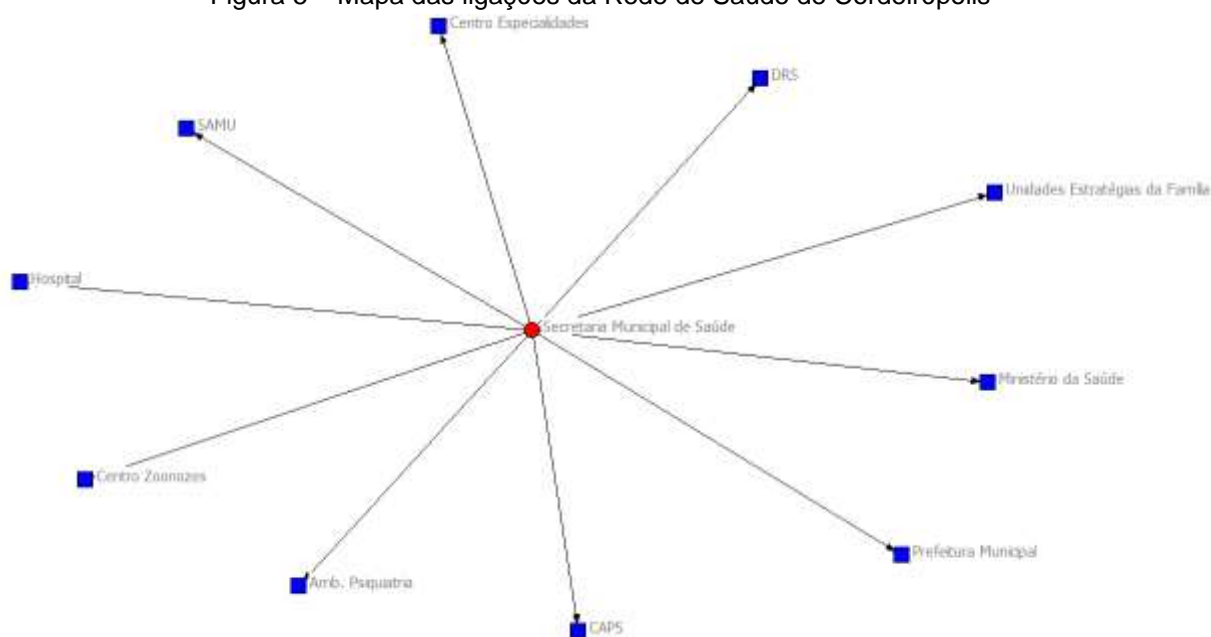 Mapa das ligações da Rede de Saúde de Cordeirópolis
Centro Especialidades
DRS
SAMU
Unidades Estratégias da Família
Hospital
Secretaria Municipal de Saúde
Ministério da Saúde
Centro Zoonozes
Prefeitura Municipal
Amb. Psiquiatria
CAPS